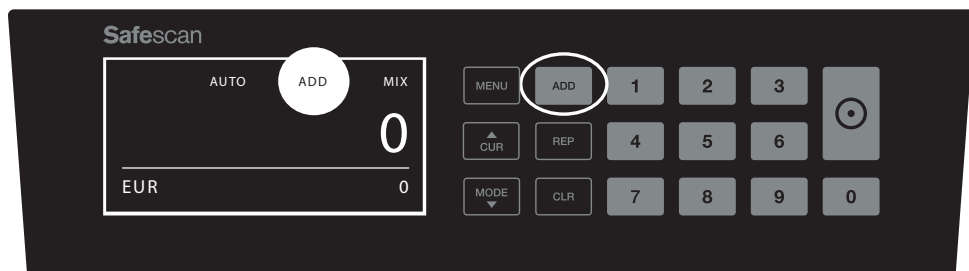 Safescan
AUTO ADD MIX
0
EUR 0
MENU ADD 1 2 3
CUR REP 4 5 6
MODE CLR 7 8 9 0